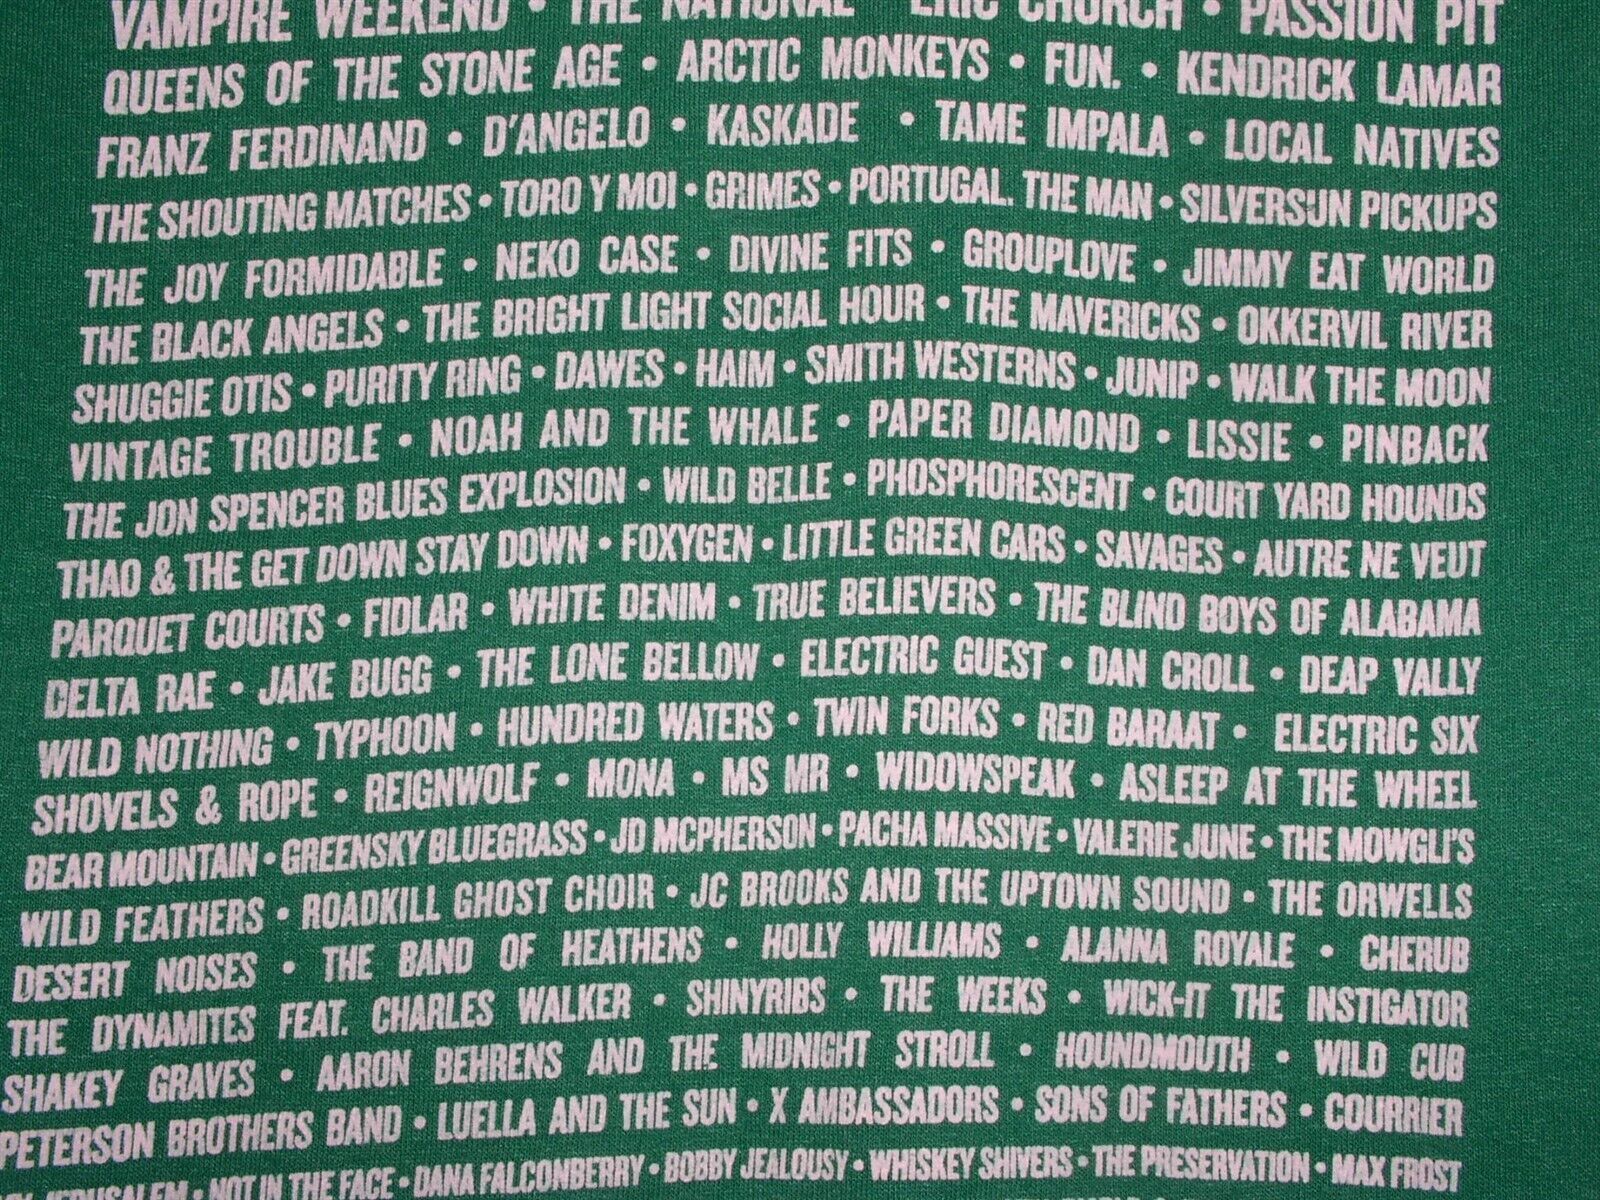 VAMPIRE WEEKEND • THE NATIONAL • ERIC CHURCH • PASSION PIT
QUEENS OF THE STONE AGE • ARCTIC MONKEYS • FUN. • KENDRICK LAMAR
FRANZ FERDINAND • D'ANGELO • KASKADE • TAME IMPALA • LOCAL NATIVES
THE SHOUTING MATCHES • TORO Y MOI • GRIMES • PORTUGAL. THE MAN • SILVERSUN PICKUPS
THE JOY FORMIDABLE • NEKO CASE • DIVINE FITS • GROUPLOVE • JIMMY EAT WORLD
THE BLACK ANGELS • THE BRIGHT LIGHT SOCIAL HOUR • THE MAVERICKS • OKKERVIL RIVER
SHUGGIE OTIS • PURITY RING • DAWES • HAIM • SMITH WESTERNS • JUNIP • WALK THE MOON
VINTAGE TROUBLE • NOAH AND THE WHALE • PAPER DIAMOND • LISSIE • PINBACK
THE JON SPENCER BLUES EXPLOSION • WILD BELLE • PHOSPHORESCENT • COURT YARD HOUNDS
THAO & THE GET DOWN STAY DOWN • FOXYGEN • LITTLE GREEN CARS • SAVAGES • AUTRE NE VEUT
PARQUET COURTS • FIDLAR • WHITE DENIM • TRUE BELIEVERS • THE BLIND BOYS OF ALABAMA
DELTA RAE • JAKE BUGG • THE LONE BELLOW • ELECTRIC GUEST • DAN CROLL • DEAP VALLY
WILD NOTHING • TYPHOON • HUNDRED WATERS • TWIN FORKS • RED BARAAT • ELECTRIC SIX
SHOVELS & ROPE • REIGNWOLF • MONA • MS MR • WIDOWSPEAK • ASLEEP AT THE WHEEL
BEAR MOUNTAIN • GREENSKY BLUEGRASS • JD MCPHERSON • PACHA MASSIVE • VALERIE JUNE • THE MOWGLI'S
WILD FEATHERS • ROADKILL GHOST CHOIR • JC BROOKS AND THE UPTOWN SOUND • THE ORWELLS
DESERT NOISES • THE BAND OF HEATHENS • HOLLY WILLIAMS • ALANNA ROYALE • CHERUB
THE DYNAMITES FEAT. CHARLES WALKER • SHINYRIBS • THE WEEKS • WICK-IT THE INSTIGATOR
SHAKEY GRAVES • AARON BEHRENS AND THE MIDNIGHT STROLL • HOUNDMOUTH • WILD CUB
PETERSON BROTHERS BAND • LUELLA AND THE SUN • X AMBASSADORS • SONS OF FATHERS • COURRIER
JERUSALEM • NOT IN THE FACE • DANA FALCONBERRY • BOBBY JEALOUSY • WHISKEY SHIVERS • THE PRESERVATION • MAX FROST